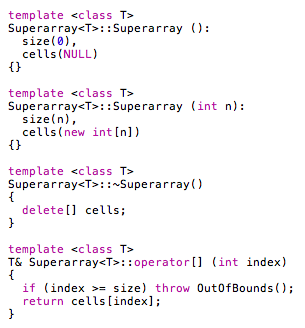 template <class T>
Superarray<T>::Superarray ():
  size(0),
  cells(NULL)
{}
template <class T>
Superarray<T>::Superarray (int n):
  size(n),
  cells(new int[n])
{}
template <class T>
Superarray<T>::~Superarray()
{
  delete[] cells;
}
template <class T>
T& Superarray<T>::operator[] (int index)
{
  if (index >= size) throw OutOfBounds();
  return cells[index];
}